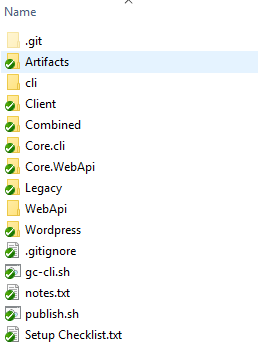 Name
.git
Artifacts
cli
Client
Combined
Core.cli
Core.WebApi
Legacy
WebApi
Wordpress
.gitignore
gc-cli.sh
notes.txt
publish.sh
Setup Checklist.txt